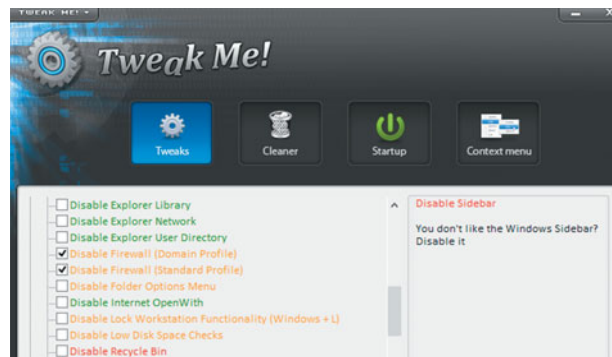 TWEAK ME!
Tweak Me!
Tweaks
Cleaner
Startup
Context menu
Disable Explorer Library
Disable Explorer Network
Disable Explorer User Directory
Disable Firewall (Domain Profile)
Disable Firewall (Standard Profile)
Disable Folder Options Menu
Disable Internet OpenWith
Disable Lock Workstation Functionality (Windows + L)
Disable Low Disk Space Checks
Disable Recycle Bin
Disable Sidebar
You don't like the Windows Sidebar?
Disable it